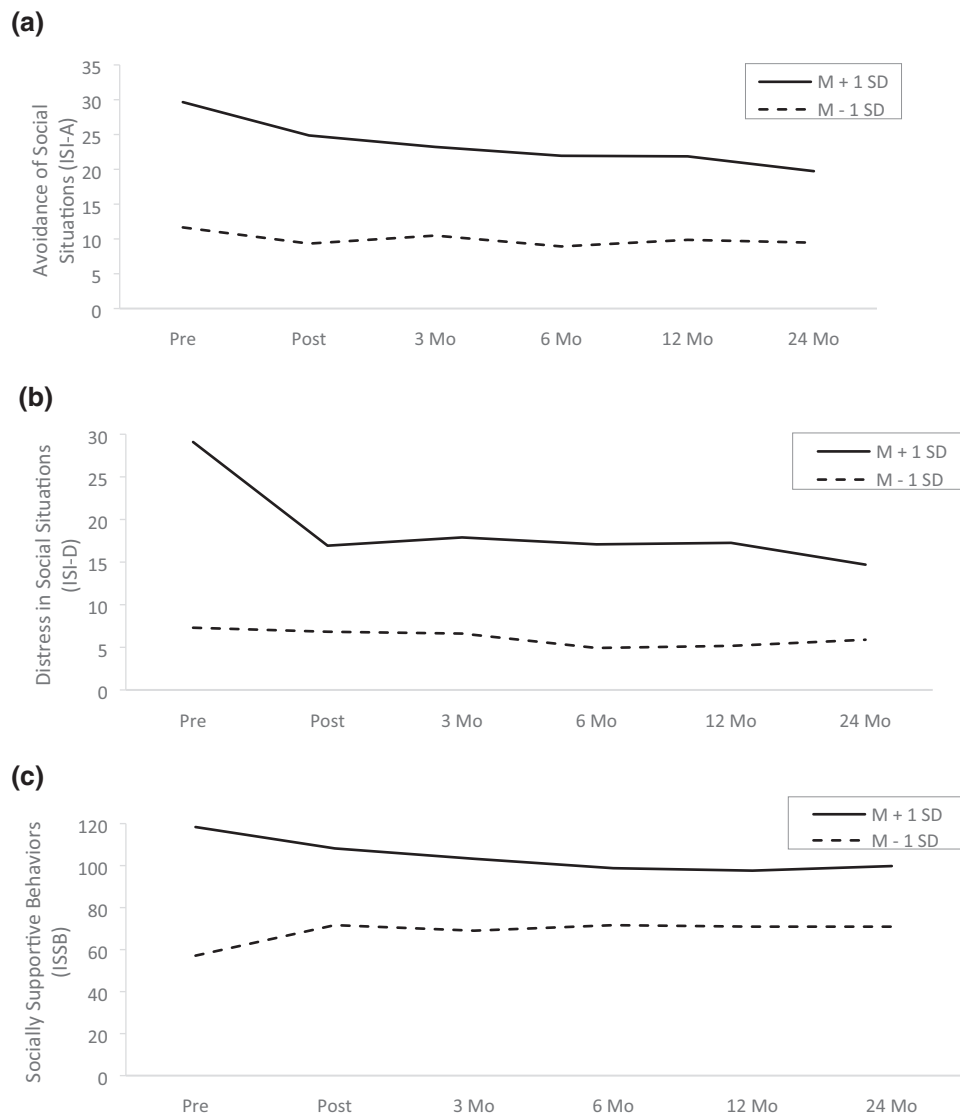 (a)
Avoidance of Social
Situations (ISI-A)
35
30
25
20
15
10
5
0
M + 1 SD
M - 1 SD
Pre Post 3 Mo 6 Mo 12 Mo 24 Mo
(b)
Distress in Social Situations
(ISI-D)
30
25
20
15
10
5
0
M + 1 SD
M - 1 SD
Pre Post 3 Mo 6 Mo 12 Mo 24 Mo
(c)
Socially Supportive Behaviors
(ISSB)
120
100
80
60
40
20
0
M + 1 SD
M - 1 SD
Pre Post 3 Mo 6 Mo 12 Mo 24 Mo